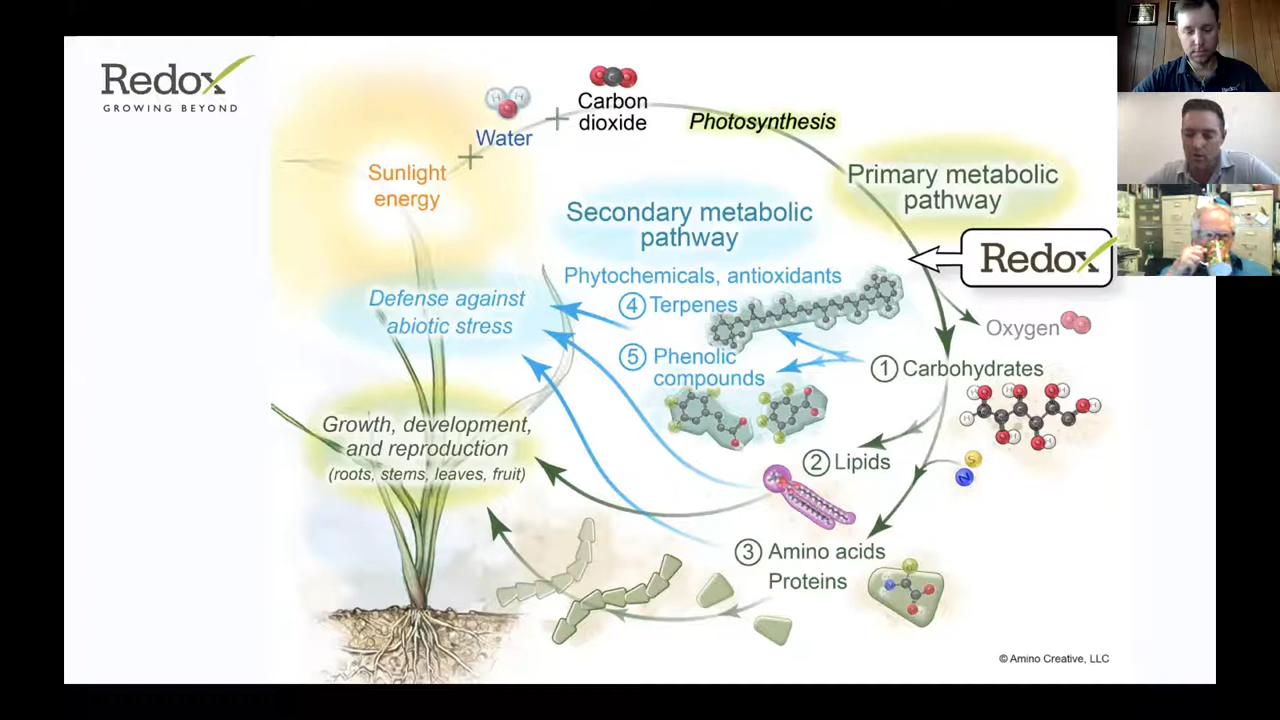 Redox
GROWING BEYOND
H H
Water
Carbon
dioxide
Photosynthesis
Sunlight
energy
Primary metabolic
pathway
Secondary metabolic
pathway
Redox
Phytochemicals, antioxidants
4 Terpenes
Defense against
abiotic stress
Oxygen
5 Phenolic
compounds
1 Carbohydrates
Growth, development,
and reproduction
(roots, stems, leaves, fruit)
2 Lipids
S
N
3 Amino acids
Proteins
© Amino Creative, LLC